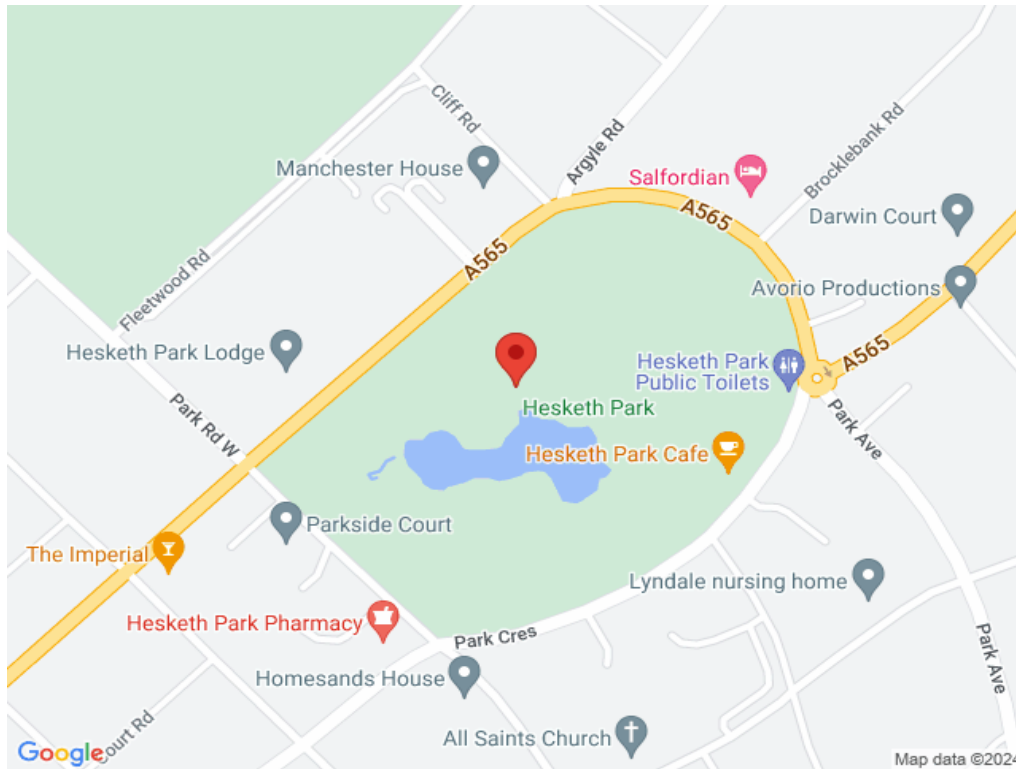 Cliff Rd
Argyle Rd
Manchester House
Salfordian
Brocklebank Rd
A565
Darwin Court
A565
Fleetwood Rd
Avorio Productions
Hesketh Park Lodge
Hesketh Park
Public Toilets
A565
Hesketh Park
Park Rd W
Park Ave
Hesketh Park Cafe
Parkside Court
The Imperial
Lyndale nursing home
Hesketh Park Pharmacy
Park Cres
Park Ave
Homesands House
Court Rd
All Saints Church
Google
Map data ©2024